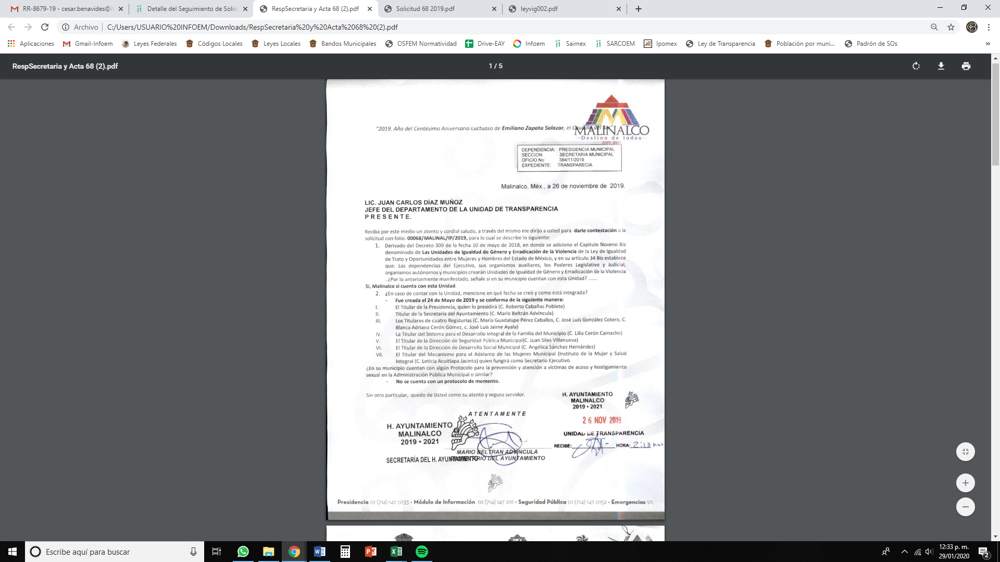 RR-8679-19 - cesar.benavides@i
Detalle del Seguimiento de Solici
RespSecretaria y Acta 68 (2).pdf
Solicitud 68 2019.pdf
leyvig002.pdf
Archivo
C:/Users/USUARIO%20INFOEM/Downloads/RespSecretaria%20y%20Acta%2068%20(2).pdf
Aplicaciones
Gmail-Infoem
Leyes Federales
Códigos Locales
Leyes Locales
Bandos Municipales
OSFEM Normatividad
Drive-EAY
Infoem
Saimex
SARCOEM
Ipomex
Ley de Transparencia
Población por muni...
Padrón de SOs
»
RespSecretaria y Acta 68 (2).pdf
1 / 5
"2019. Año del Centésimo Aniversario Luctuoso de Emiliano Zapata Salazar, el Caudillo del Sur"
MALINALCO
Destino de todos
2019-2021
DEPENDENCIA: PRESIDENCIA MUNICIPAL
SECCION: SECRETARIA MUNICIPAL
OFICIO No: 384/11/2019
EXPEDIENTE: TRANSPARECIA
Malinalco, Méx., a 26 de noviembre de 2019.
LIC. JUAN CARLOS DÍAZ MUÑOZ
JEFE DEL DEPARTAMENTO DE LA UNIDAD DE TRANSPARENCIA
P R E S E N T E.
Reciba por este medio un atento y cordial saludo, a través del mismo me dirijo a usted para darle contestación a la
solicitud con folio: 00068/MALINAL/IP/2019, para lo cual se describe lo siguiente:
1. Derivado del Decreto 309 de la fecha 10 de mayo de 2018, en donde se adiciono el Capitulo Noveno Bis
denominado de Las Unidades de Igualdad de Género y Erradicación de la Violencia de la Ley de Igualdad
de Trato y Oportunidades entre Mujeres y Hombres del Estado de México, y en su artículo 34 Bis establece
que: Las dependencias del Ejecutivo, sus organismos auxiliares, los Poderes Legislativo y Judicial,
organismos autónomos y municipios crearán Unidades de Igualdad de Género y Erradicación de la Violencia
. ¿Por lo anteriormente manifestado, señale si en su municipio cuentan con esta Unidad? .......
Si, Malinalco si cuenta con esta Unidad.
2. ¿En caso de contar con la Unidad, mencione en qué fecha se creó y como está integrada?
- Fue creada el 24 de Mayo de 2019 y se conforma de la siguiente manera:
I. El Titular de la Presidencia, quien lo presidirá (C. Roberto Cabañas Poblete)
II. Titular de la Secretaría del Ayuntamiento (C. Mario Beltrán Advíncula)
III. Los Titulares de cuatro Regidurías (C. María Guadalupe Pérez Ceballos, C. José Luis González Cotero, C.
Blanca Adriana Cerón Gómez, c. José Luis Jaime Ayala)
IV. La Titular del Sistema para el Desarrollo Integral de la Familia del Municipio (C. Lilia Cerón Camacho)
V. El Titular de la Dirección de Seguridad Pública Municipal(C. Juan Siles Villanueva)
VI. El Titular de la Dirección de Desarrollo Social Municipal (C. Angélica Sánchez Hernández)
VII. El Titular del Mecanismo para el Adelanto de las Mujeres Municipal (Instituto de la Mujer y Salud
Integral (C. Leticia Acuitlapa Jacinto) quien fungirá como Secretario Ejecutivo.
¿En su municipio cuentan con algún Protocolo para la prevención y atención a víctimas de acoso y hostigamiento
sexual en la Administración Pública Municipal o similar?
- No se cuenta con un protocolo de momento.
Sin otro particular, quedo de Usted como su atento y seguro servidor.
A T E N T A M E N T E
H. AYUNTAMIENTO
MALINALCO
2019 • 2021
MARIO BELTRAN ADVINCULA
SECRETARÍA DEL H. AYUNTAMIENTO
SECRETARIO DEL AYUNTAMIENTO
H. AYUNTAMIENTO
MALINALCO
2019 • 2021
26 NOV 2019
UNIDAD DE TRANSPARENCIA
RECIBE: HORA: 2:10 hrs
Presidencia 01 (714) 147 0133 • Módulo de Información 01 (714) 147 2111 • Seguridad Pública 01 (714) 147 0152 • Emergencias 911
Escribe aquí para buscar
12:33 p. m.
29/01/2020
2